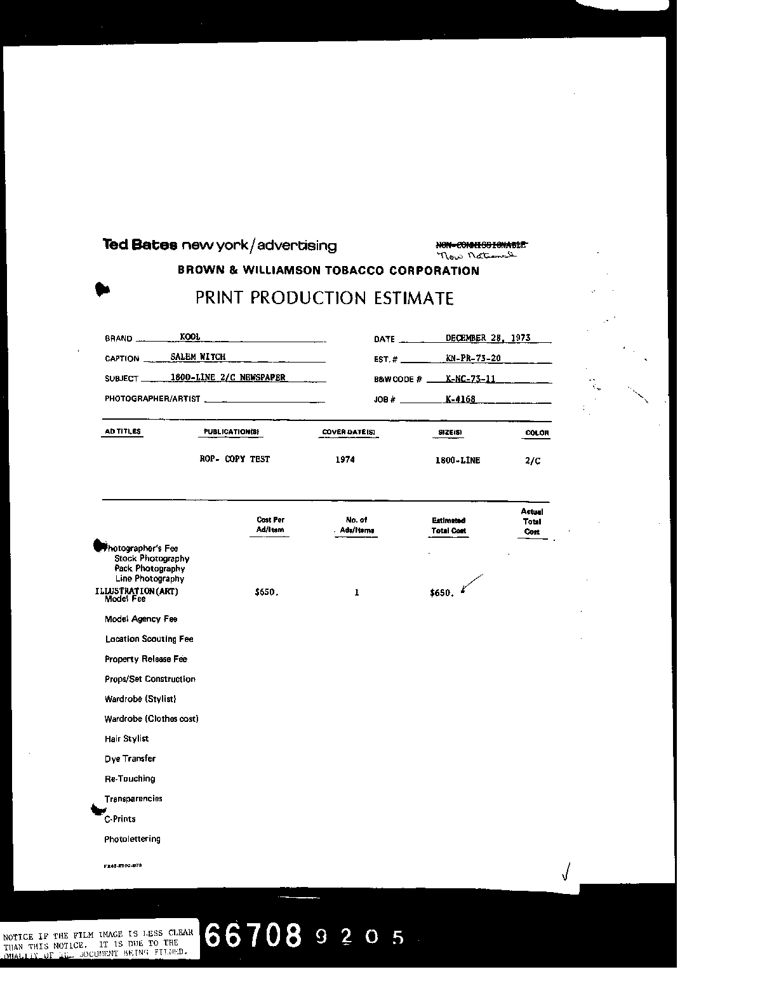 Ted Bates new york/advertising
NON-COMMISSIONABLE
Now National
BROWN & WILLIAMSON TOBACCO CORPORATION
PRINT PRODUCTION ESTIMATE
BRAND KOOL DATE DECEMBER 28, 1973
CAPTION SALEM WITCH EST.# KN-PR-73-20
SUBJECT 1800-LINE 2/C NEWSPAPER B&W CODE # K-NC-73-11
PHOTOGRAPHER/ARTIST JOB # K-4168
AD TITLES PUBLICATION(S) COVER DATE(S) SIZE(S) COLOR
ROP- COPY TEST 1974 1800-LINE 2/C
Cost Per Ad/Item No. of Ads/Items Estimated Total Cost Actual Total Cost
Photographer's Fee
Stock Photography
Pack Photography
Line Photography
ILLUSTRATION(ART) $650. 1 $650.
Model Fee
Model Agency Fee
Location Scouting Fee
Property Release Fee
Props/Set Construction
Wardrobe (Stylist)
Wardrobe (Clothes cost)
Hair Stylist
Dye Transfer
Re-Touching
Transparencies
C-Prints
Photolettering
NOTICE IF THE FILM IMAGE IS LESS CLEAR
THAN THIS NOTICE. IT IS DUE TO THE
QUALITY OF THE DOCUMENT BEING FILMED.
66708 9205